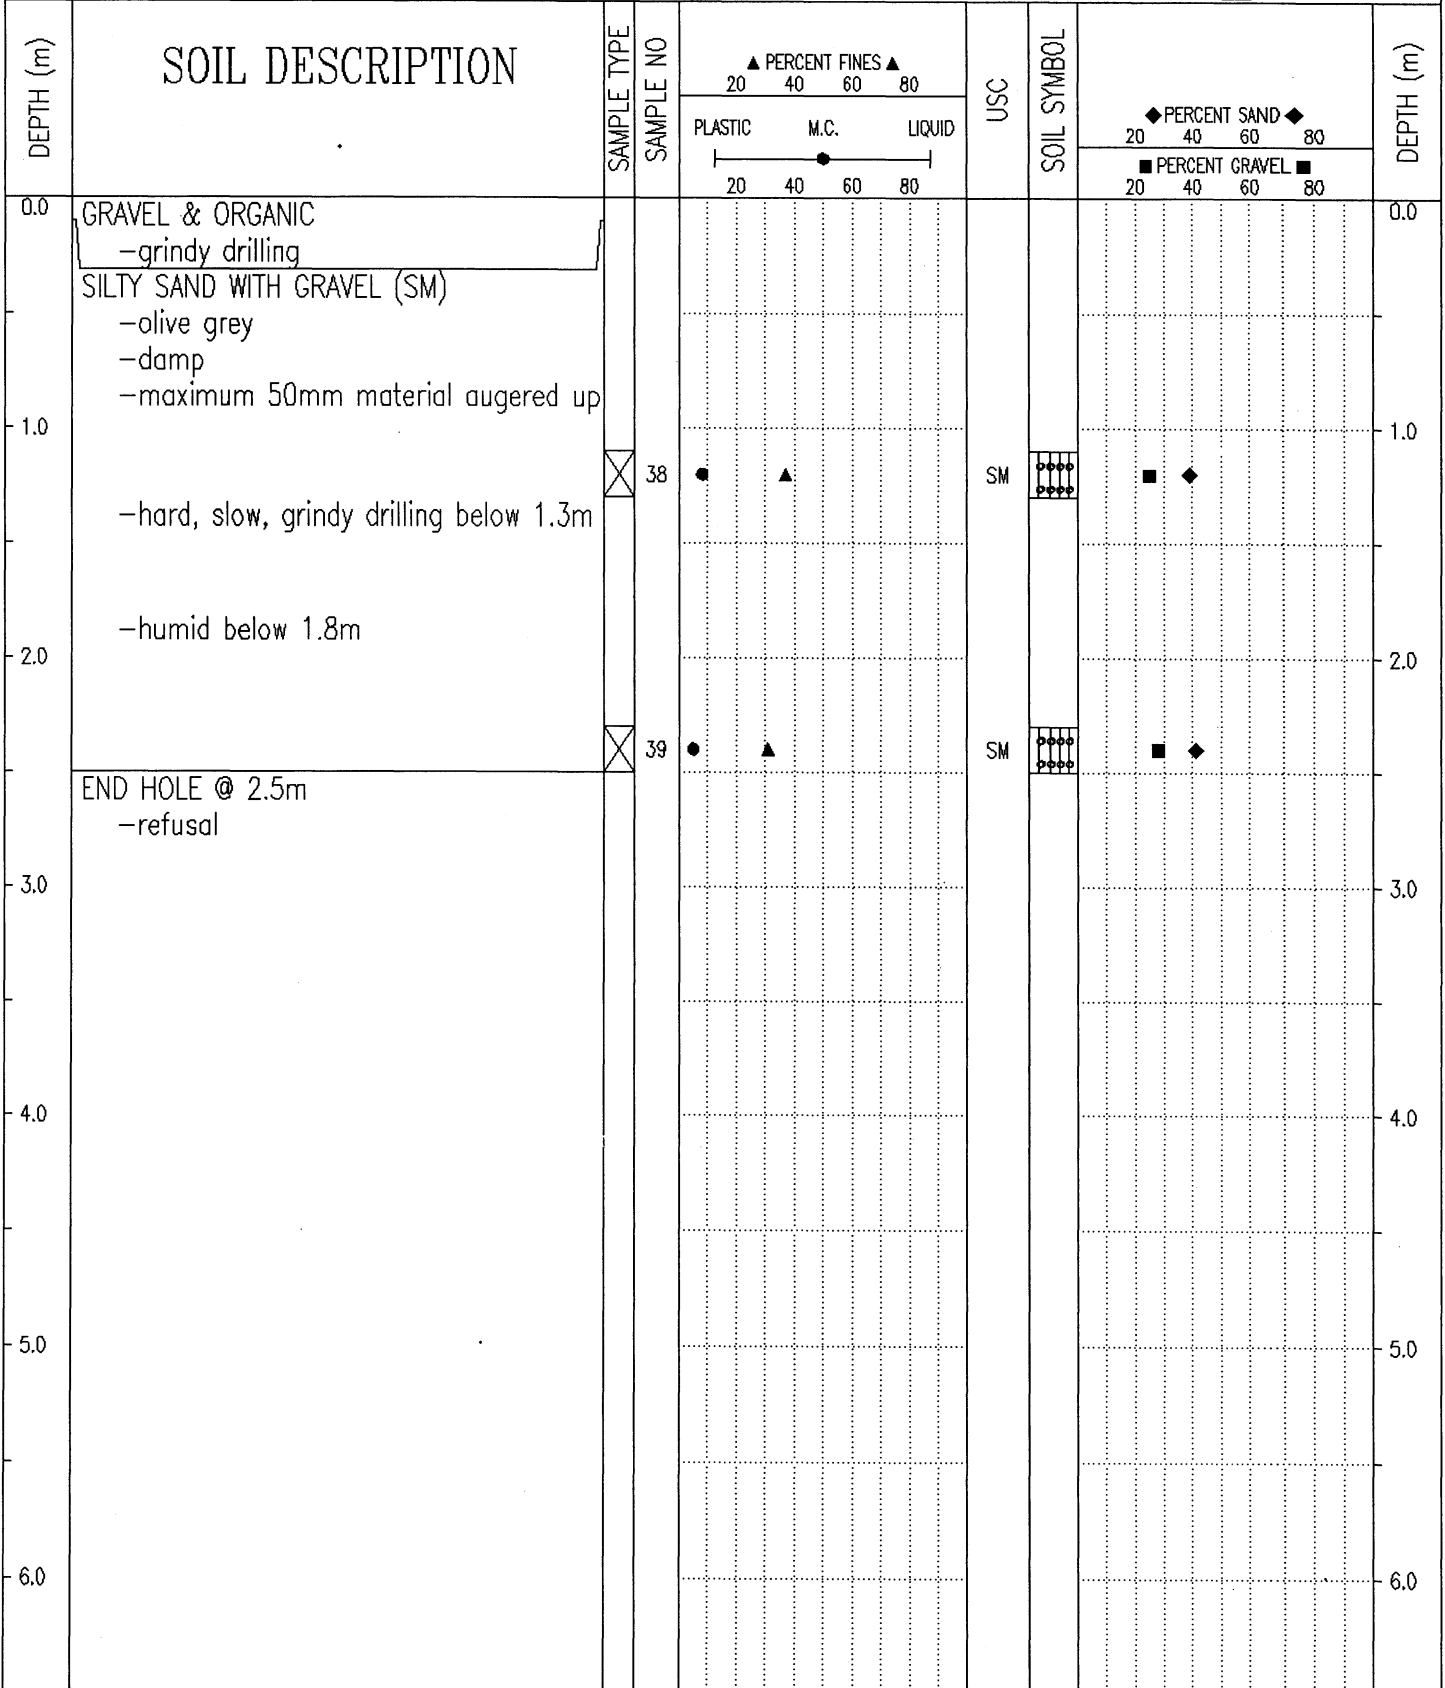 DEPTH (m)
SOIL DESCRIPTION
SAMPLE TYPE
SAMPLE NO
▲ PERCENT FINES ▲
20 40 60 80
PLASTIC M.C. LIQUID
20 40 60 80
USC
SOIL SYMBOL
◆ PERCENT SAND ◆
20 40 60 80
■ PERCENT GRAVEL ■
20 40 60 80
DEPTH (m)
0.0 GRAVEL & ORGANIC 0.0
-grindy drilling
SILTY SAND WITH GRAVEL (SM)
-olive grey
-damp
-maximum 50mm material augered up
1.0 1.0
38 SM
-hard, slow, grindy drilling below 1.3m
-humid below 1.8m
2.0 2.0
39 SM
END HOLE @ 2.5m
-refusal
3.0 3.0
4.0 4.0
5.0 5.0
6.0 6.0